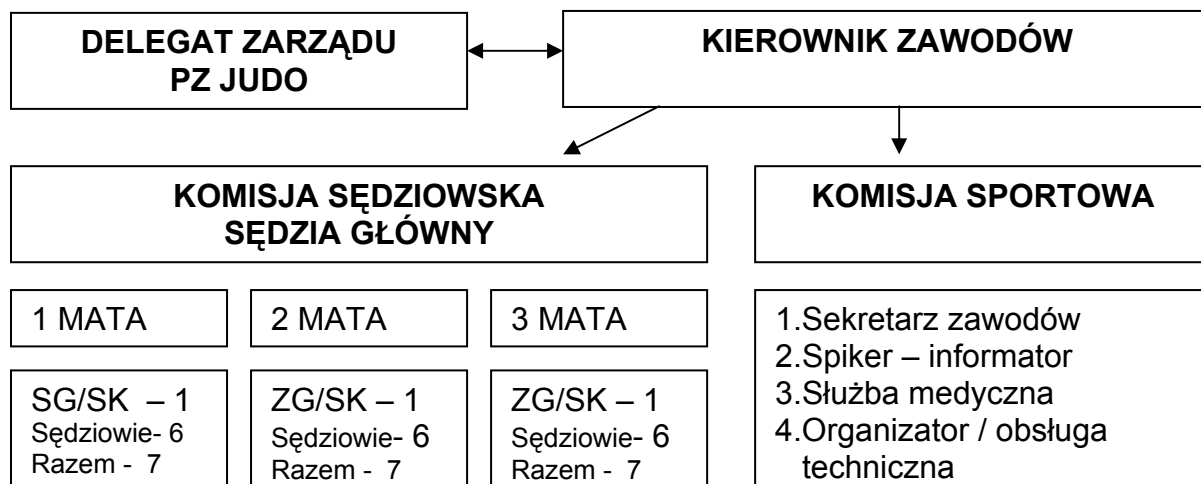 DELEGAT ZARZĄDU
PZ JUDO
KIEROWNIK ZAWODÓW
KOMISJA SĘDZIOWSKA
SĘDZIA GŁÓWNY
KOMISJA SPORTOWA
1 MATA
2 MATA
3 MATA
SG/SK – 1
Sędziowie- 6
Razem - 7
ZG/SK – 1
Sędziowie- 6
Razem - 7
ZG/SK – 1
Sędziowie- 6
Razem - 7
1.Sekretarz zawodów
2.Spiker – informator
3.Służba medyczna
4.Organizator / obsługa
techniczna